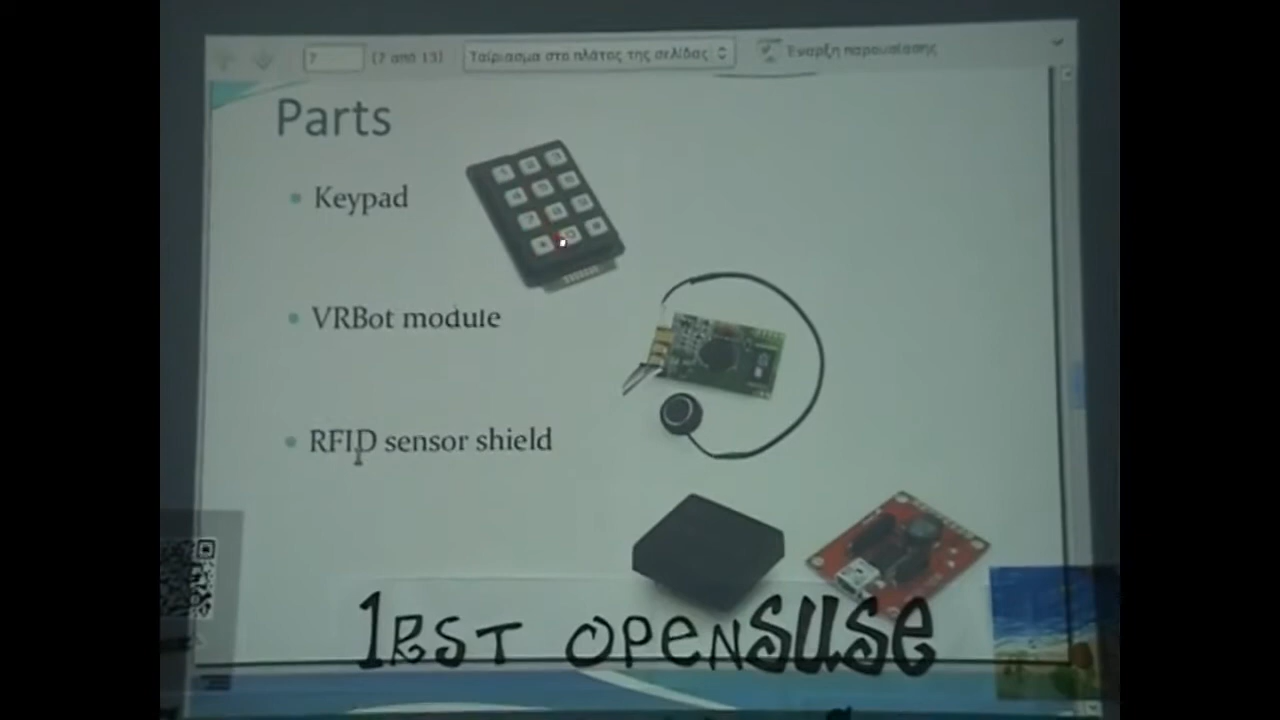 7 (7 από 13) Ταίριασμα στο πλάτος της σελίδας Έναρξη παρουσίασης
Parts
Keypad
VRBot module
RFID sensor shield
1RST OPENSUSE